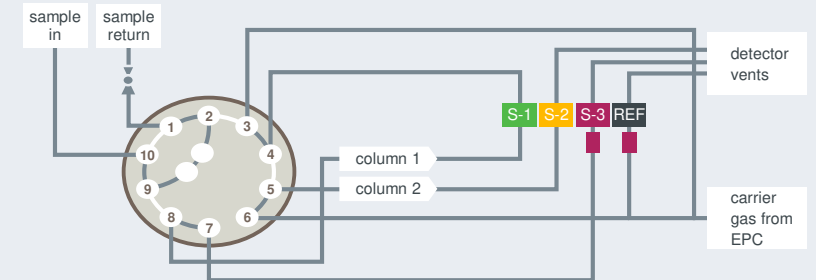 sample
in
sample
return
detector
vents
S-1
S-2
S-3
REF
2
1
3
10
4
9
5
8
6
7
column 1
column 2
carrier
gas from
EPC